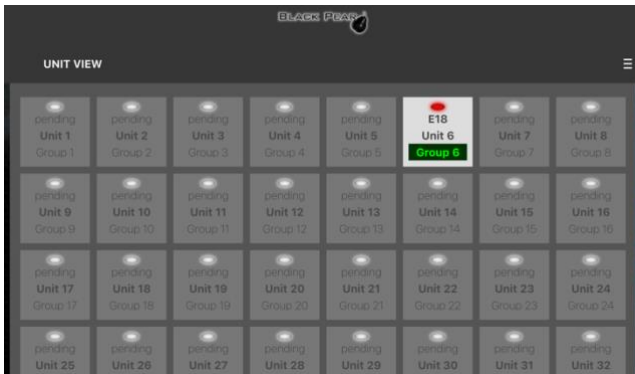 BLACK PEAR
UNIT VIEW
pending pending pending pending pending E18 pending pending
Unit 1 Unit 2 Unit 3 Unit 4 Unit 5 Unit 6 Unit 7 Unit 8
Group 1 Group 2 Group 3 Group 4 Group 5 Group 6 Group 7 Group 8
pending pending pending pending pending pending pending pending
Unit 9 Unit 10 Unit 11 Unit 12 Unit 13 Unit 14 Unit 15 Unit 16
Group 9 Group 10 Group 11 Group 12 Group 13 Group 14 Group 15 Group 16
pending pending pending pending pending pending pending pending
Unit 17 Unit 18 Unit 19 Unit 20 Unit 21 Unit 22 Unit 23 Unit 24
Group 17 Group 18 Group 19 Group 20 Group 21 Group 22 Group 23 Group 24
pending pending pending pending pending pending pending pending
Unit 25 Unit 26 Unit 27 Unit 28 Unit 29 Unit 30 Unit 31 Unit 32